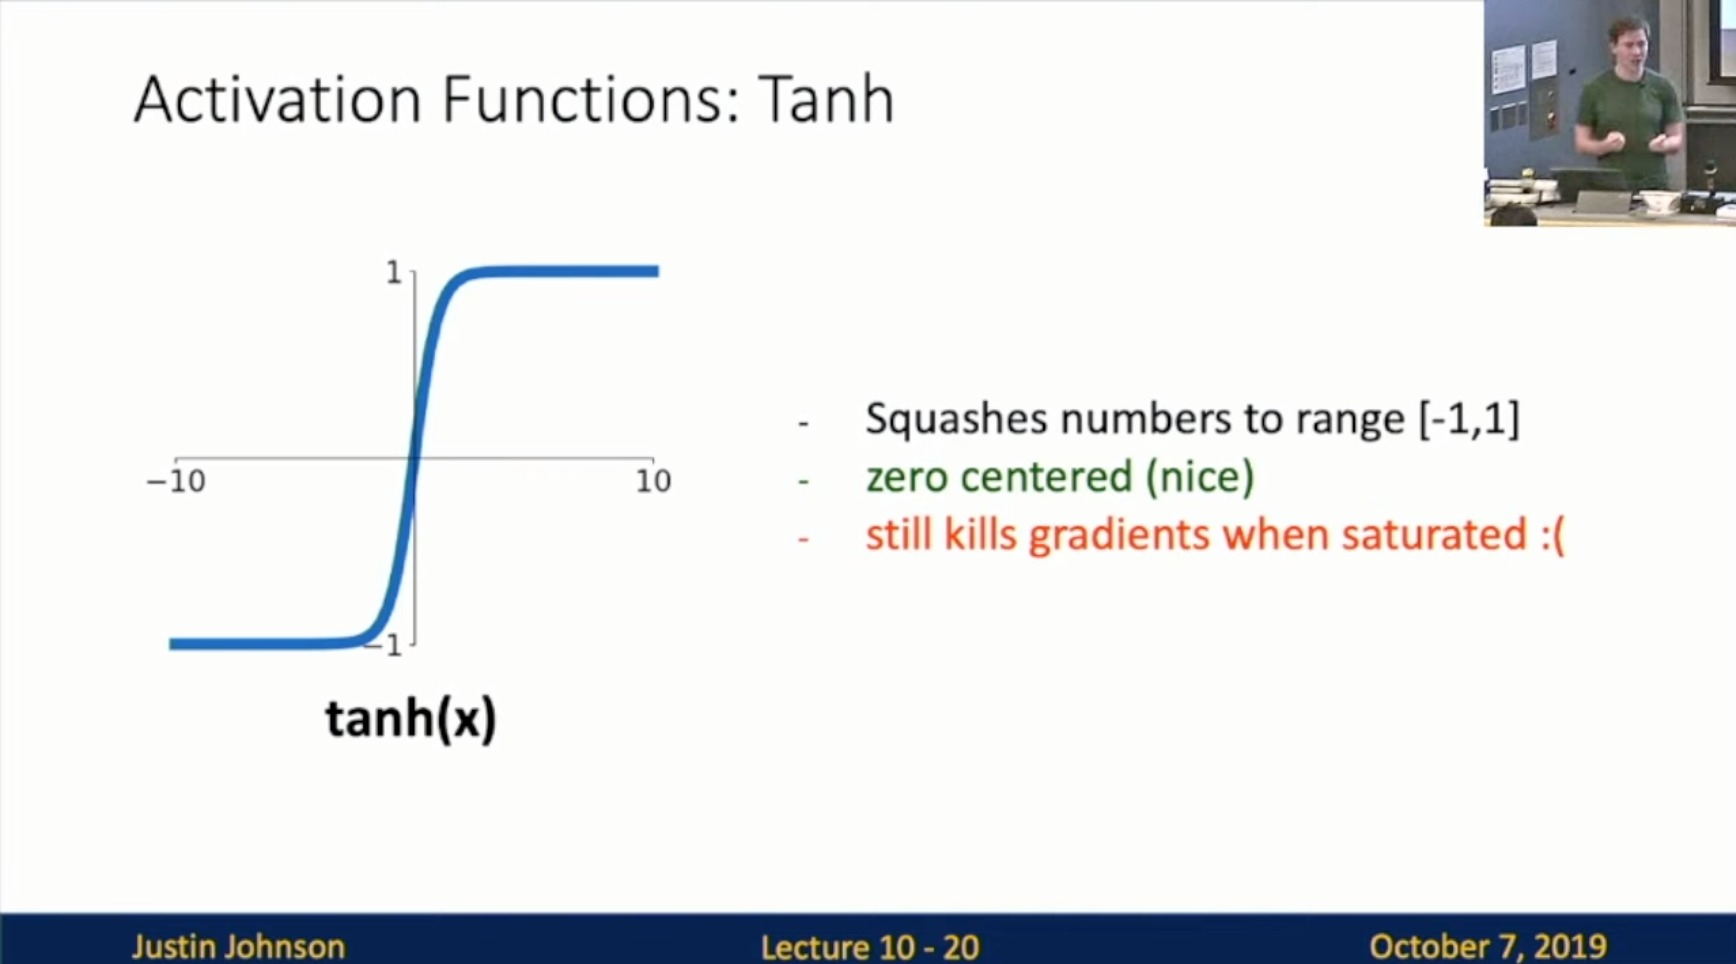 Activation Functions: Tanh
1
−10
10
−1
tanh(x)
- Squashes numbers to range [-1,1]
- zero centered (nice)
- still kills gradients when saturated :(
Justin Johnson
Lecture 10 - 20
October 7, 2019